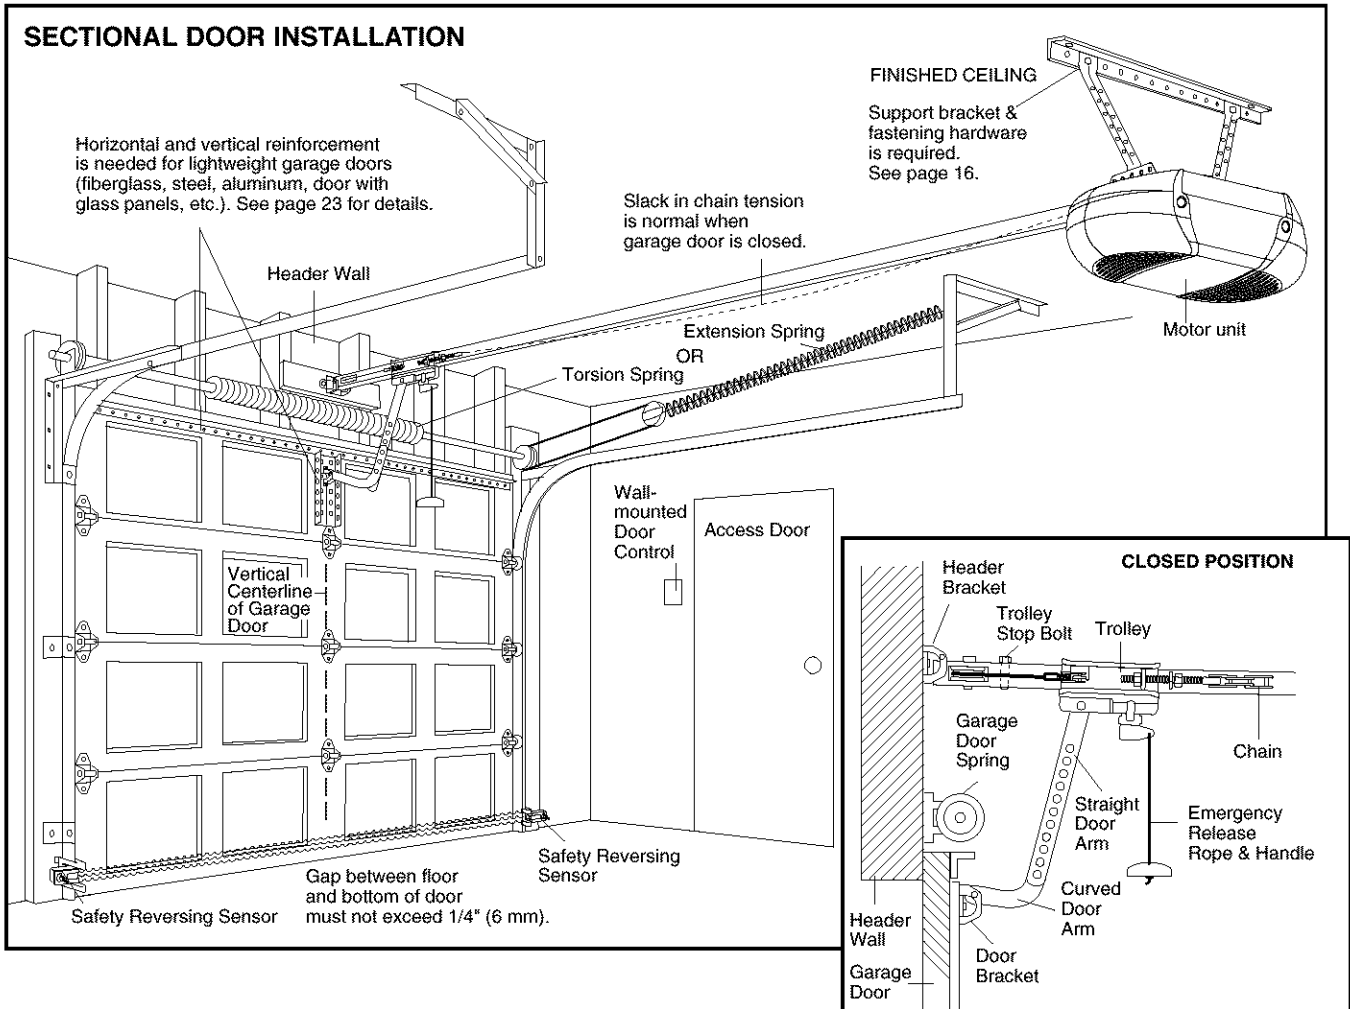 SECTIONAL DOOR INSTALLATION
FINISHED CEILING
Support bracket &
fastening hardware
is required.
See page 16.
Horizontal and vertical reinforcement
is needed for lightweight garage doors
(fiberglass, steel, aluminum, door with
glass panels, etc.). See page 23 for details.
Slack in chain tension
is normal when
garage door is closed.
Header Wall
Extension Spring
OR
Torsion Spring
Motor unit
Wall-
mounted
Door
Control
Access Door
Vertical
Centerline
of Garage
Door
Safety Reversing
Sensor
Gap between floor
and bottom of door
must not exceed 1/4" (6 mm).
Safety Reversing Sensor
CLOSED POSITION
Header
Bracket
Trolley
Stop Bolt
Trolley
Garage
Door
Spring
Chain
Straight
Door
Arm
Emergency
Release
Rope & Handle
Curved
Door
Arm
Header
Wall
Door
Bracket
Garage
Door